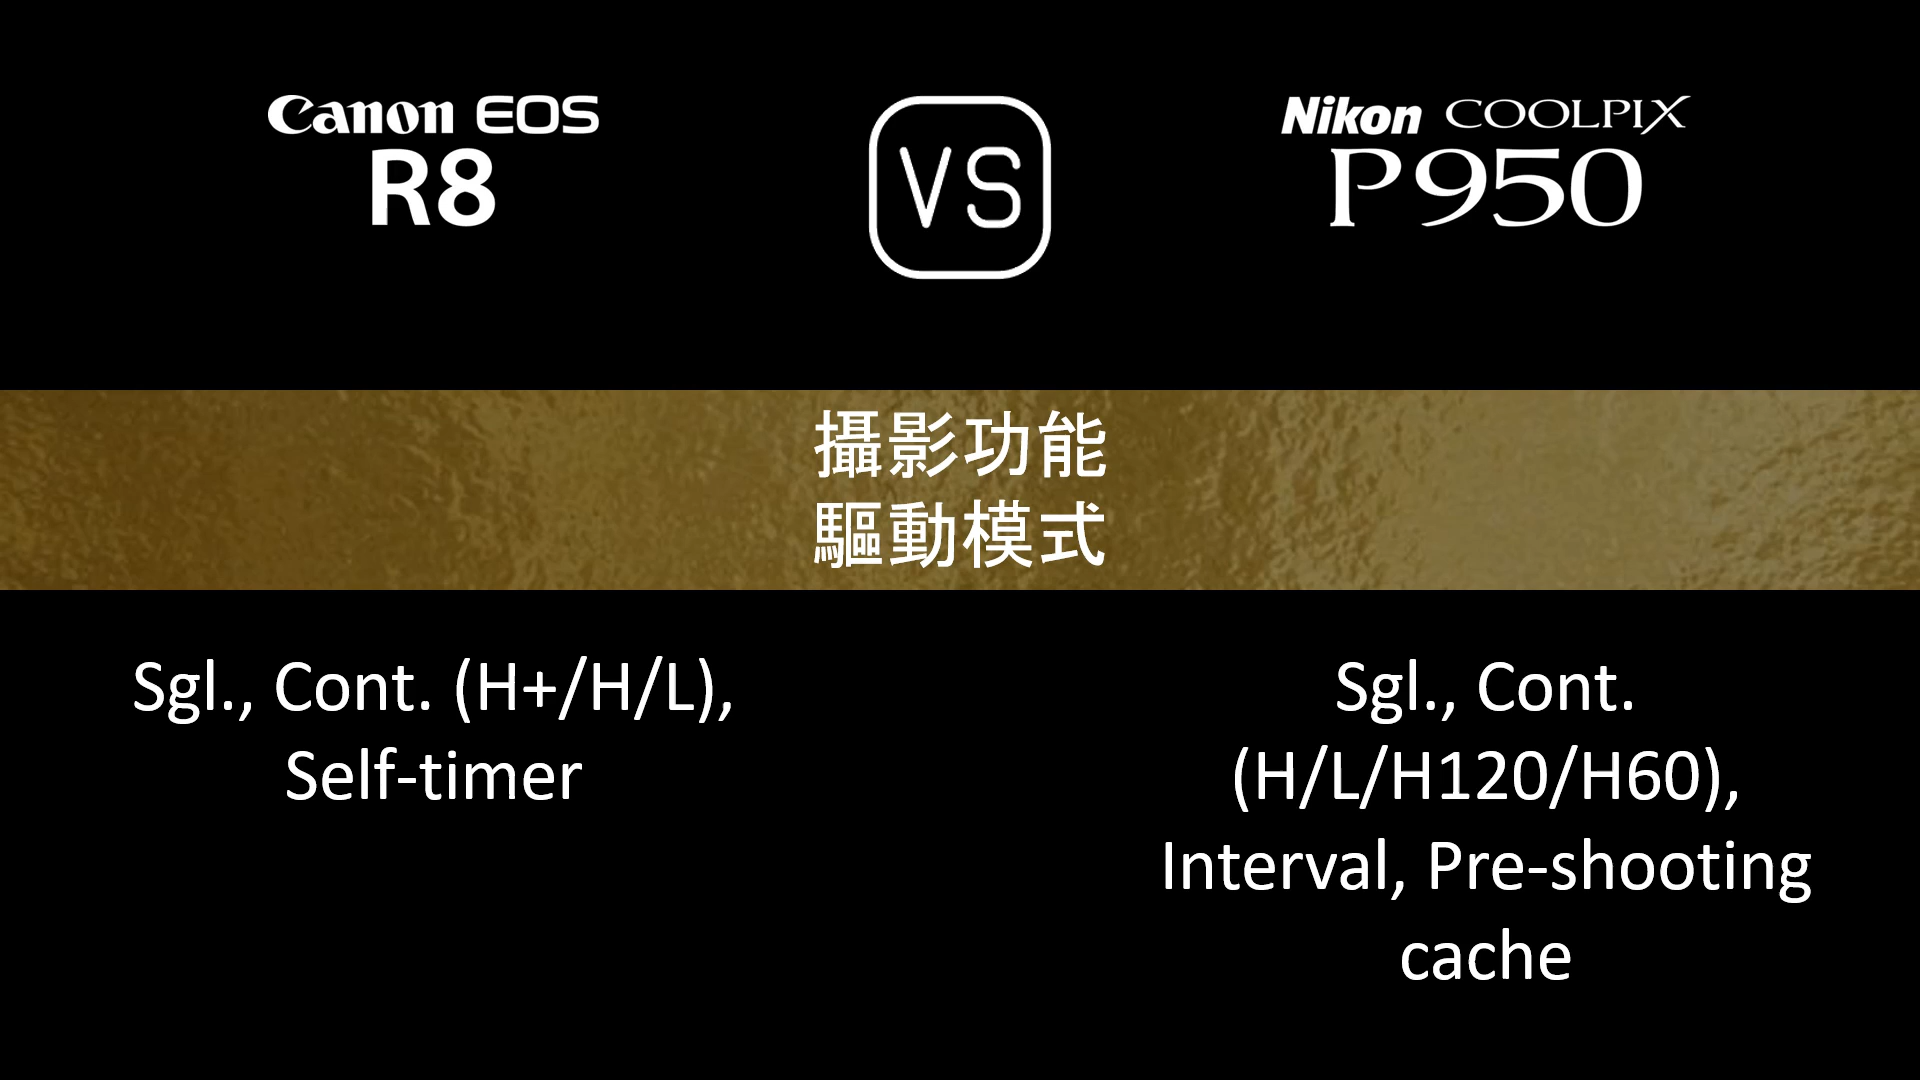 Canon EOS
R8
VS
Nikon COOLPIX
P950
攝影功能
驅動模式
Sgl., Cont. (H+/H/L),
Self-timer
Sgl., Cont.
(H/L/H120/H60),
Interval, Pre-shooting
cache